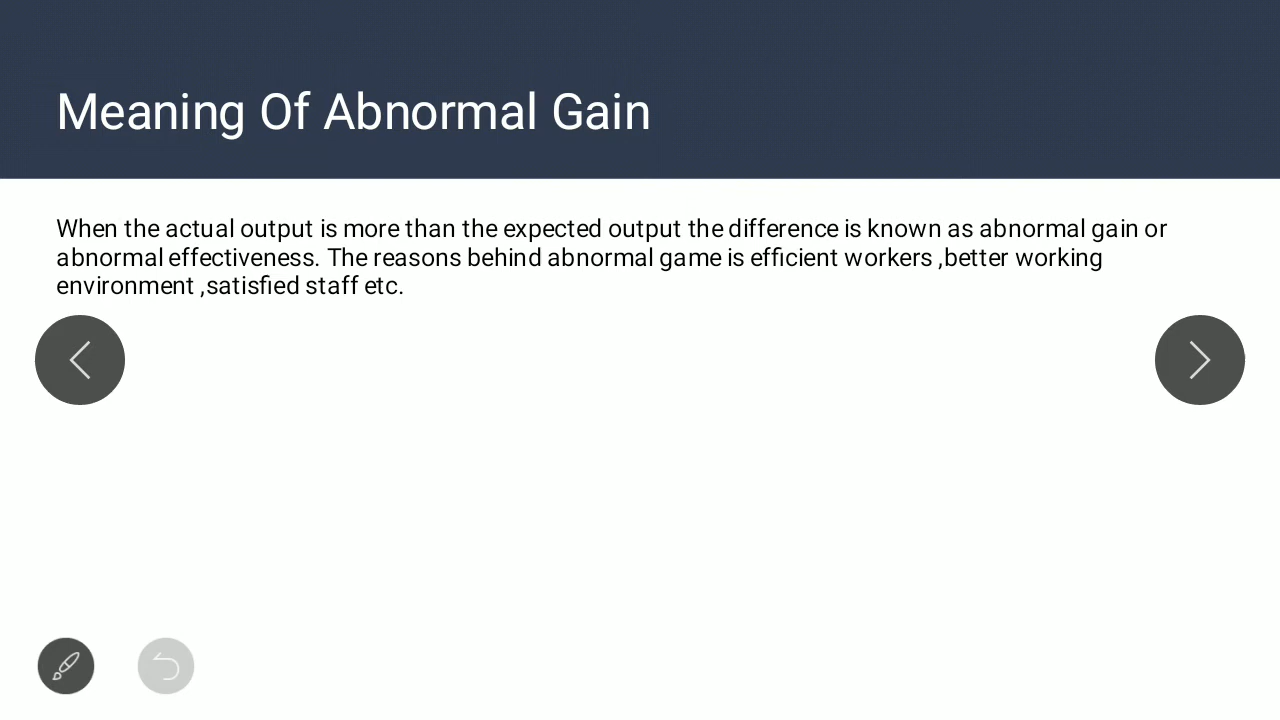 Meaning Of Abnormal Gain
When the actual output is more than the expected output the difference is known as abnormal gain or
abnormal effectiveness. The reasons behind abnormal game is efficient workers ,better working
environment ,satisfied staff etc.